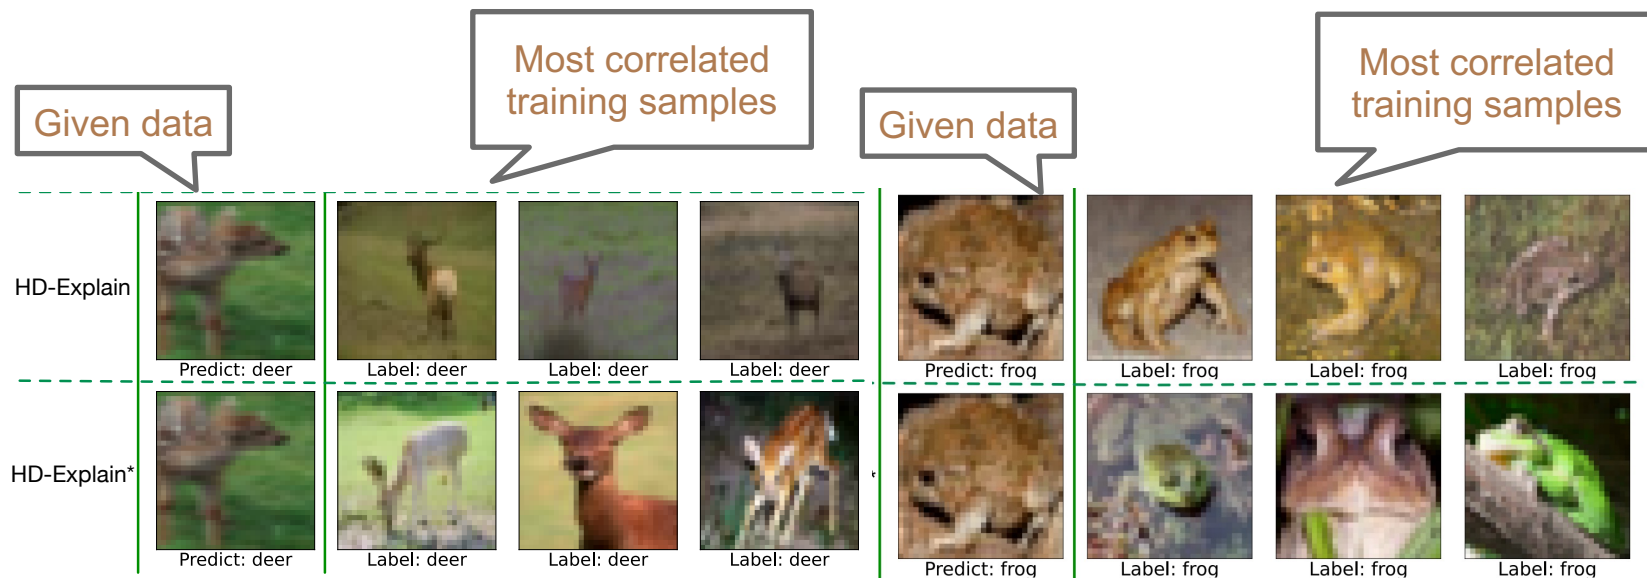 Most correlated
training samples
Given data
Most correlated
training samples
Given data
HD-Explain
Predict: deer
Label: deer
Label: deer
Label: deer
Predict: frog
Label: frog
Label: frog
Label: frog
HD-Explain*
*
Predict: deer
Label: deer
Label: deer
Label: deer
Predict: frog
Label: frog
Label: frog
Label: frog